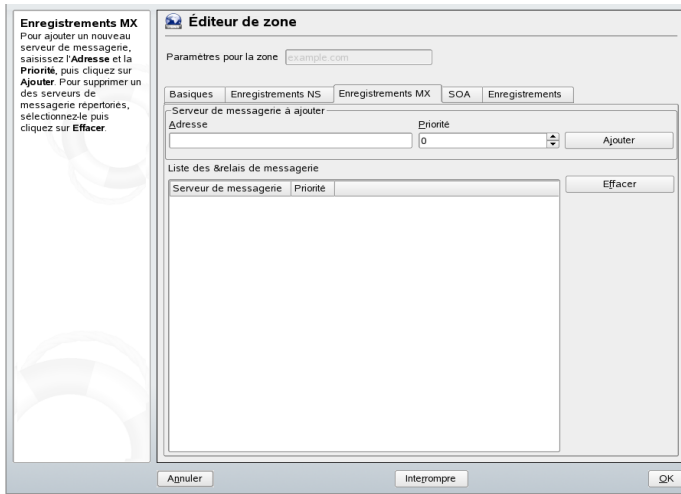 Enregistrements MX
Pour ajouter un nouveau
serveur de messagerie,
saisissez l'Adresse et la
Priorité, puis cliquez sur
Ajouter. Pour supprimer un
des serveurs de
messagerie répertoriés,
sélectionnez-le puis
cliquez sur Effacer.
Éditeur de zone
Paramètres pour la zone example.com
Basiques Enregistrements NS Enregistrements MX SOA Enregistrements
Serveur de messagerie à ajouter
Adresse Priorité
0 Ajouter
Liste des &relais de messagerie
Serveur de messagerie Priorité Effacer
Annuler Interrompre OK